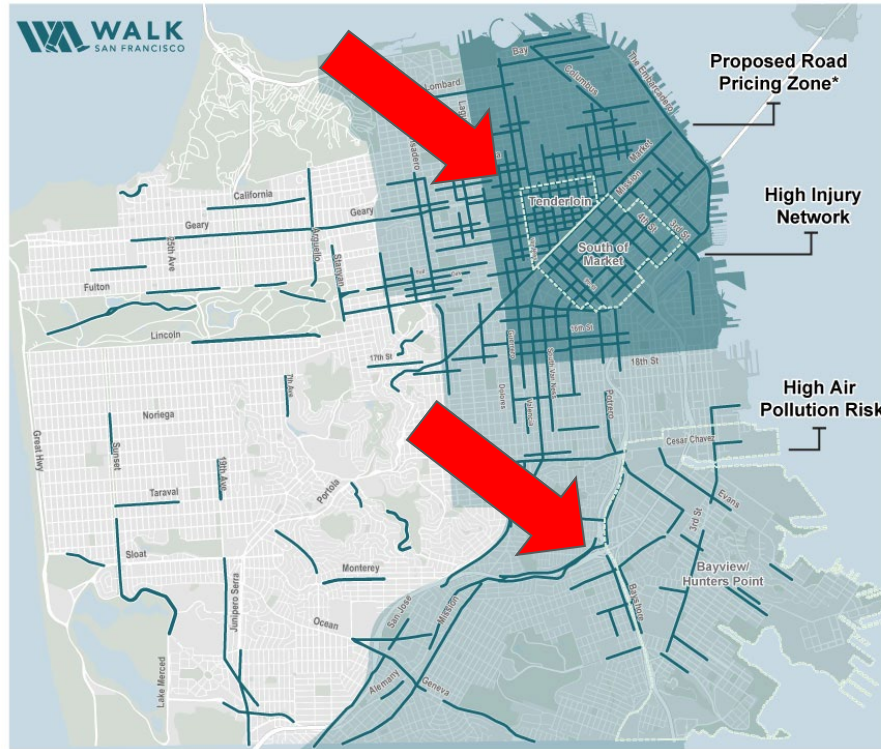 WALK
SAN FRANCISCO
Bay
Lombard
Columbus
The Embarcadero
Proposed Road
Pricing Zone*
Market
Mission
California
Geary
Geary
Tenderloin
High Injury
Network
4th St
3rd St
South of
Market
25th Ave
Arguello
Stanyan
Fulton
Lincoln
17th St
16th St
18th St
Guerrero
South Van Ness
7th Ave
Dolores
Valencia
Potrero
High Air
Pollution Risk
Noriega
Great Hwy
Sunset
19th Ave
Portola
Cesar Chavez
Taraval
Evans
3rd St
Sloat
Monterey
Bayview/
Hunters Point
Junipero Serra
San Jose
Mission
Bayshore
Ocean
Lake Merced
Alemany
Geneva